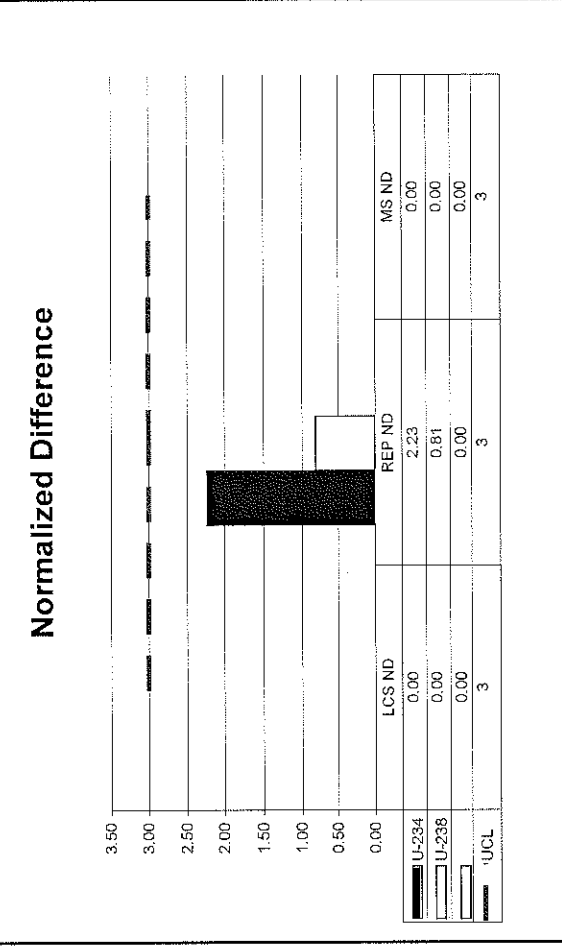 Normalized Difference
3.50
3.00
2.50
2.00
1.50
1.00
0.50
0.00
LCS ND REP ND MS ND
U-234 0.00 2.23 0.00
U-238 0.00 0.81 0.00
0.00 0.00 0.00
UCL 3 3 3